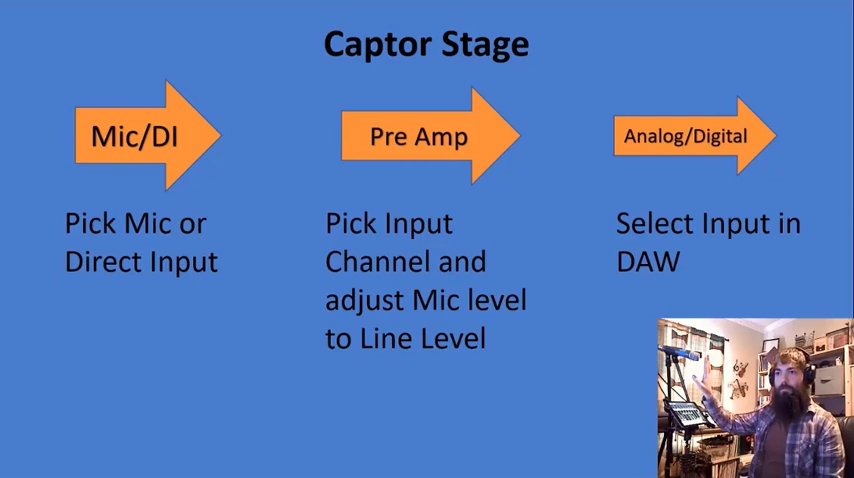 Captor Stage
Mic/DI
Pre Amp
Analog/Digital
Pick Mic or
Direct Input
Pick Input
Channel and
adjust Mic level
to Line Level
Select Input in
DAW